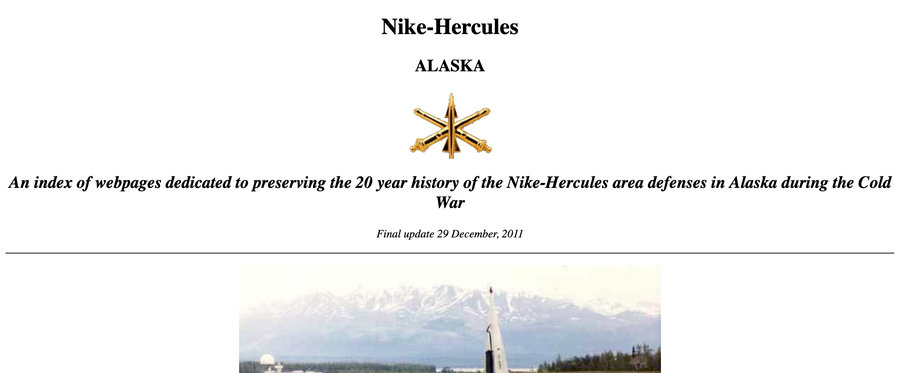 Nike-Hercules
ALASKA
An index of webpages dedicated to preserving the 20 year history of the Nike-Hercules area defenses in Alaska during the Cold
War
Final update 29 December, 2011